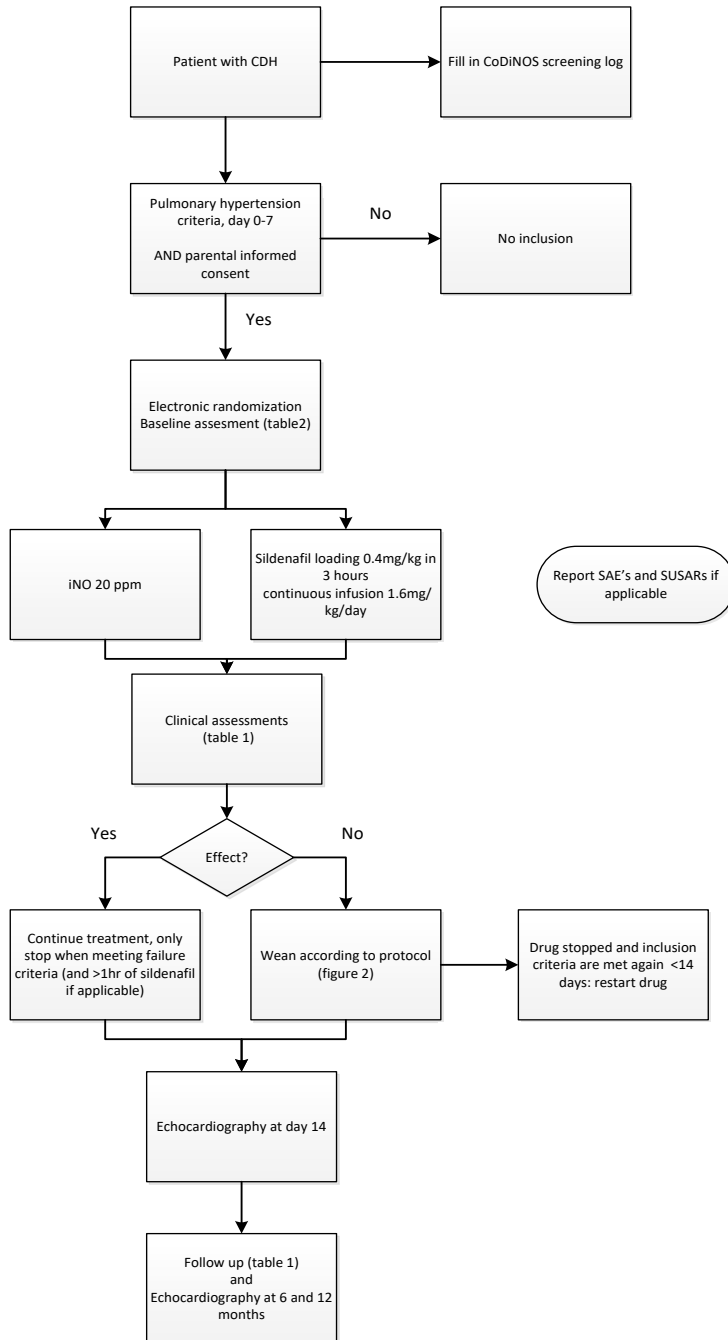 Patient with CDH
Fill in CoDiNOS screening log
Pulmonary hypertension
criteria, day 0-7
AND parental informed
consent
No
No inclusion
Yes
Electronic randomization
Baseline assesment (table2)
iNO 20 ppm
Sildenafil loading 0.4mg/kg in
3 hours
continuous infusion 1.6mg/
kg/day
Report SAE's and SUSARs if
applicable
Clinical assessments
(table 1)
Yes
Effect?
No
Continue treatment, only
stop when meeting failure
criteria (and >1hr of sildenafil
if applicable)
Wean according to protocol
(figure 2)
Drug stopped and inclusion
criteria are met again <14
days: restart drug
Echocardiography at day 14
Follow up (table 1)
and
Echocardiography at 6 and 12
months